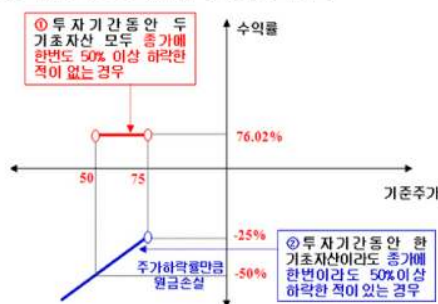 ① 투자기간동안 두
기초자산 모두 종가에
한번도 50% 이상 하락한
적이 없는 경우
수익률
76.02%
50
75
기준주가
-25%
-50%
주가하락률만큼
원금손실
② 투자기간동안 한
기초자산이라도 종가에
한번이라도 50%이상
하락한 적이 있는 경우